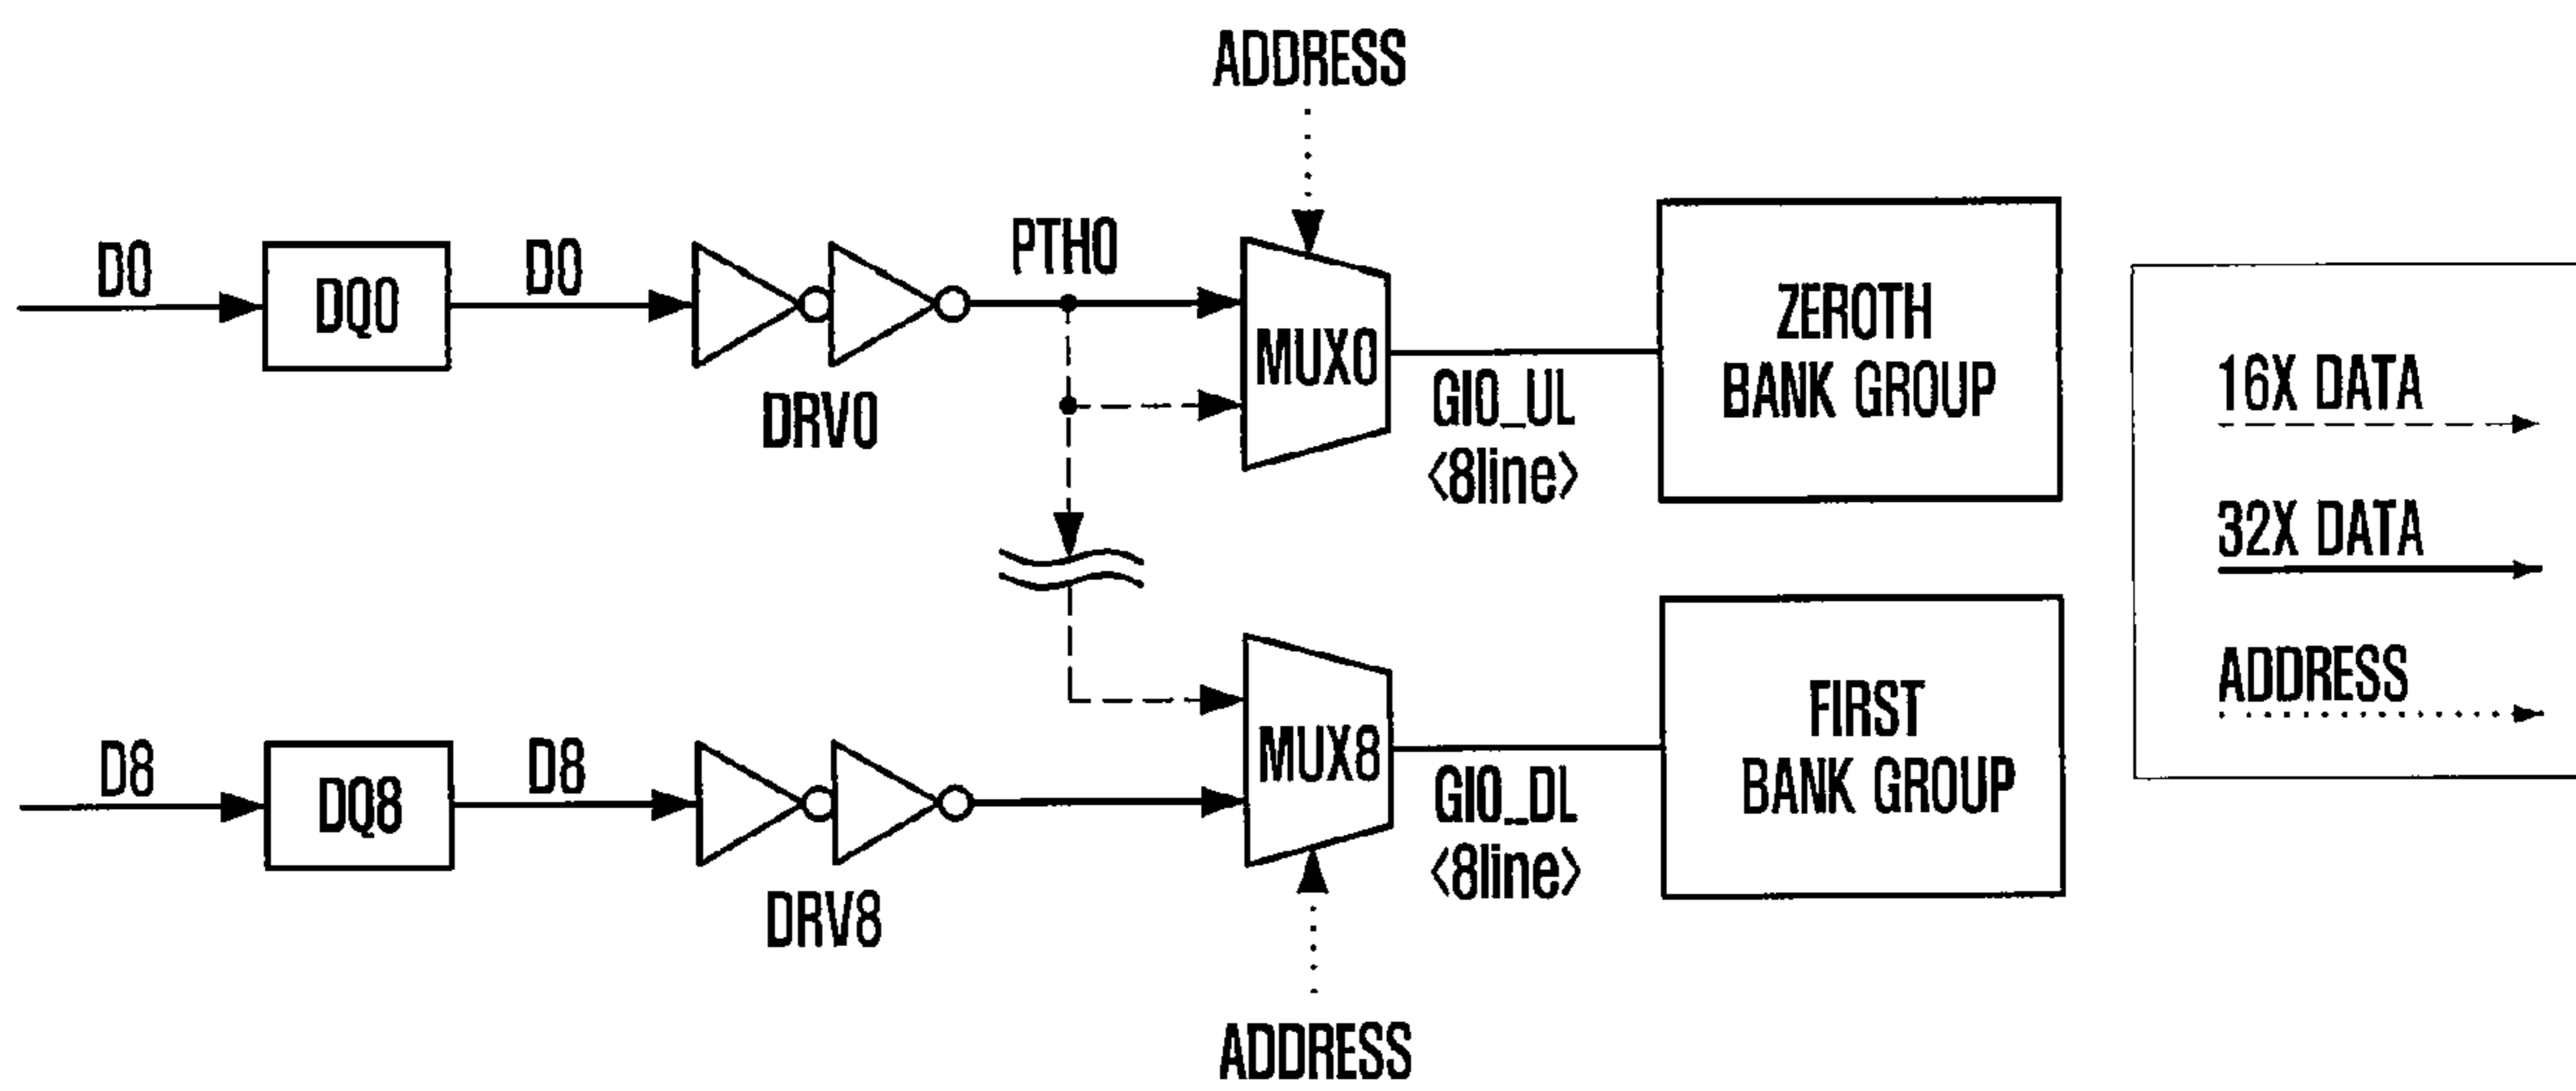 ADDRESS
D0
DQ0
D0
DRV0
PTH0
MUX0
GIO_UL
<8line>
ZEROTH
BANK GROUP
16X DATA
32X DATA
ADDRESS
D8
DQ8
D8
DRV8
MUX8
GIO_DL
<8line>
FIRST
BANK GROUP
ADDRESS